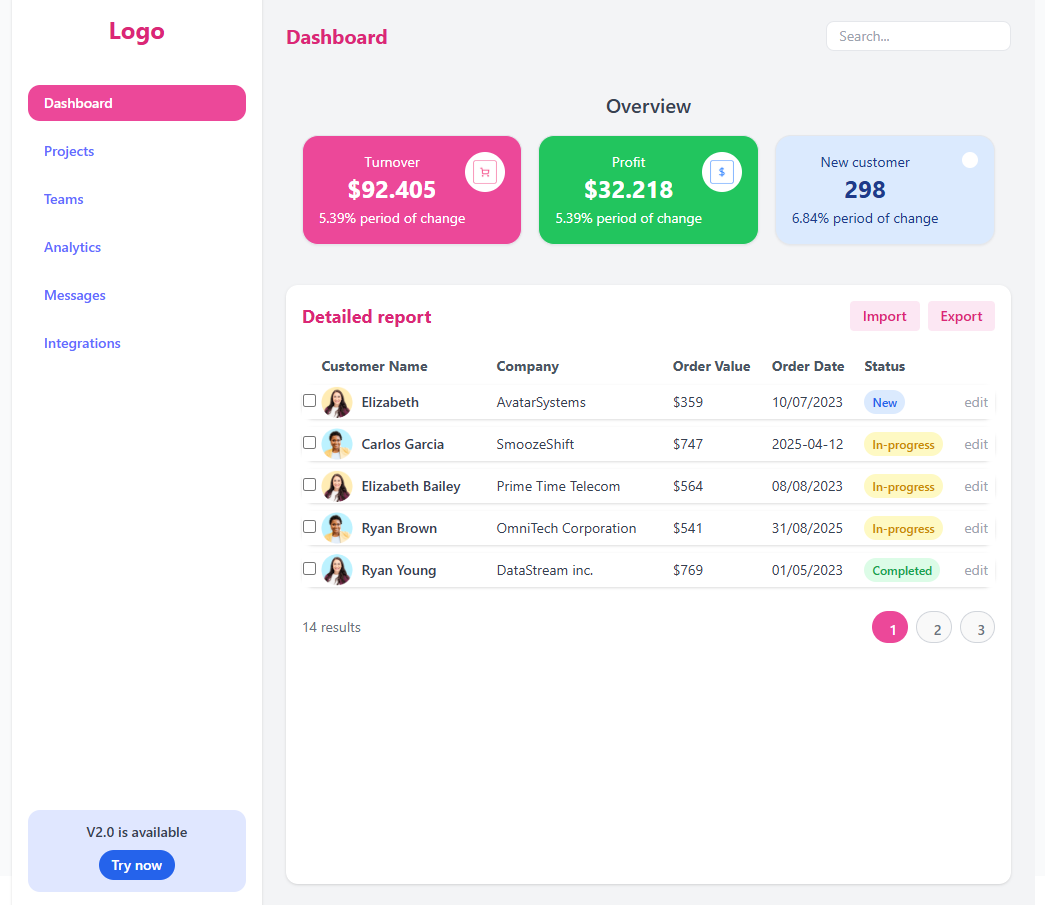 Logo
Dashboard
Projects
Teams
Analytics
Messages
Integrations
V2.0 is available
Try now
Dashboard
Search...
Overview
Turnover
$92.405
5.39% period of change
Profit
$32.218
5.39% period of change
$
New customer
298
6.84% period of change
Detailed report
Import Export
Customer Name Company Order Value Order Date Status
Elizabeth AvatarSystems $359 10/07/2023 New edit
Carlos Garcia SmoozeShift $747 2025-04-12 In-progress edit
Elizabeth Bailey Prime Time Telecom $564 08/08/2023 In-progress edit
Ryan Brown OmniTech Corporation $541 31/08/2025 In-progress edit
Ryan Young DataStream inc. $769 01/05/2023 Completed edit
14 results 1 2 3